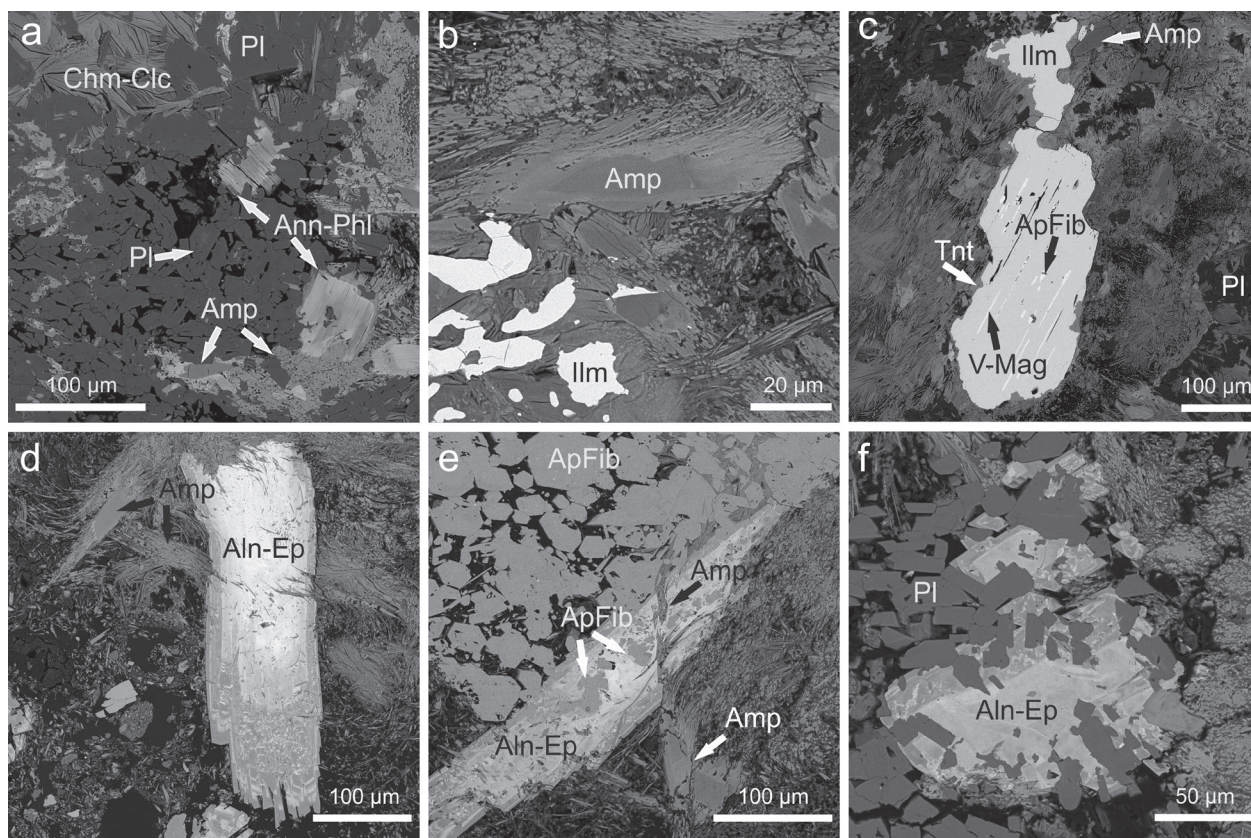 a
Pl
Chm-Clc
Ann-Phl
Pl
Amp
100 µm
b
Amp
Ilm
20 µm
c
Ilm
Amp
ApFib
Tnt
Pl
V-Mag
100 µm
d
Amp
Aln-Ep
100 µm
e
ApFib
Amp
ApFib
Amp
Aln-Ep
100 µm
f
Pl
Aln-Ep
50 µm